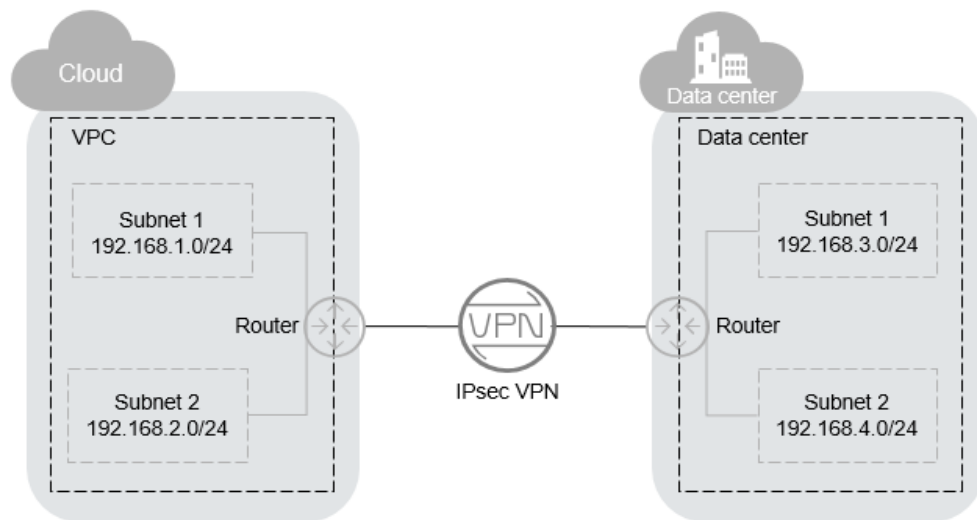 Cloud
VPC
Subnet 1
192.168.1.0/24
Router
Subnet 2
192.168.2.0/24
VPN
IPsec VPN
Data center
Data center
Subnet 1
192.168.3.0/24
Router
Subnet 2
192.168.4.0/24